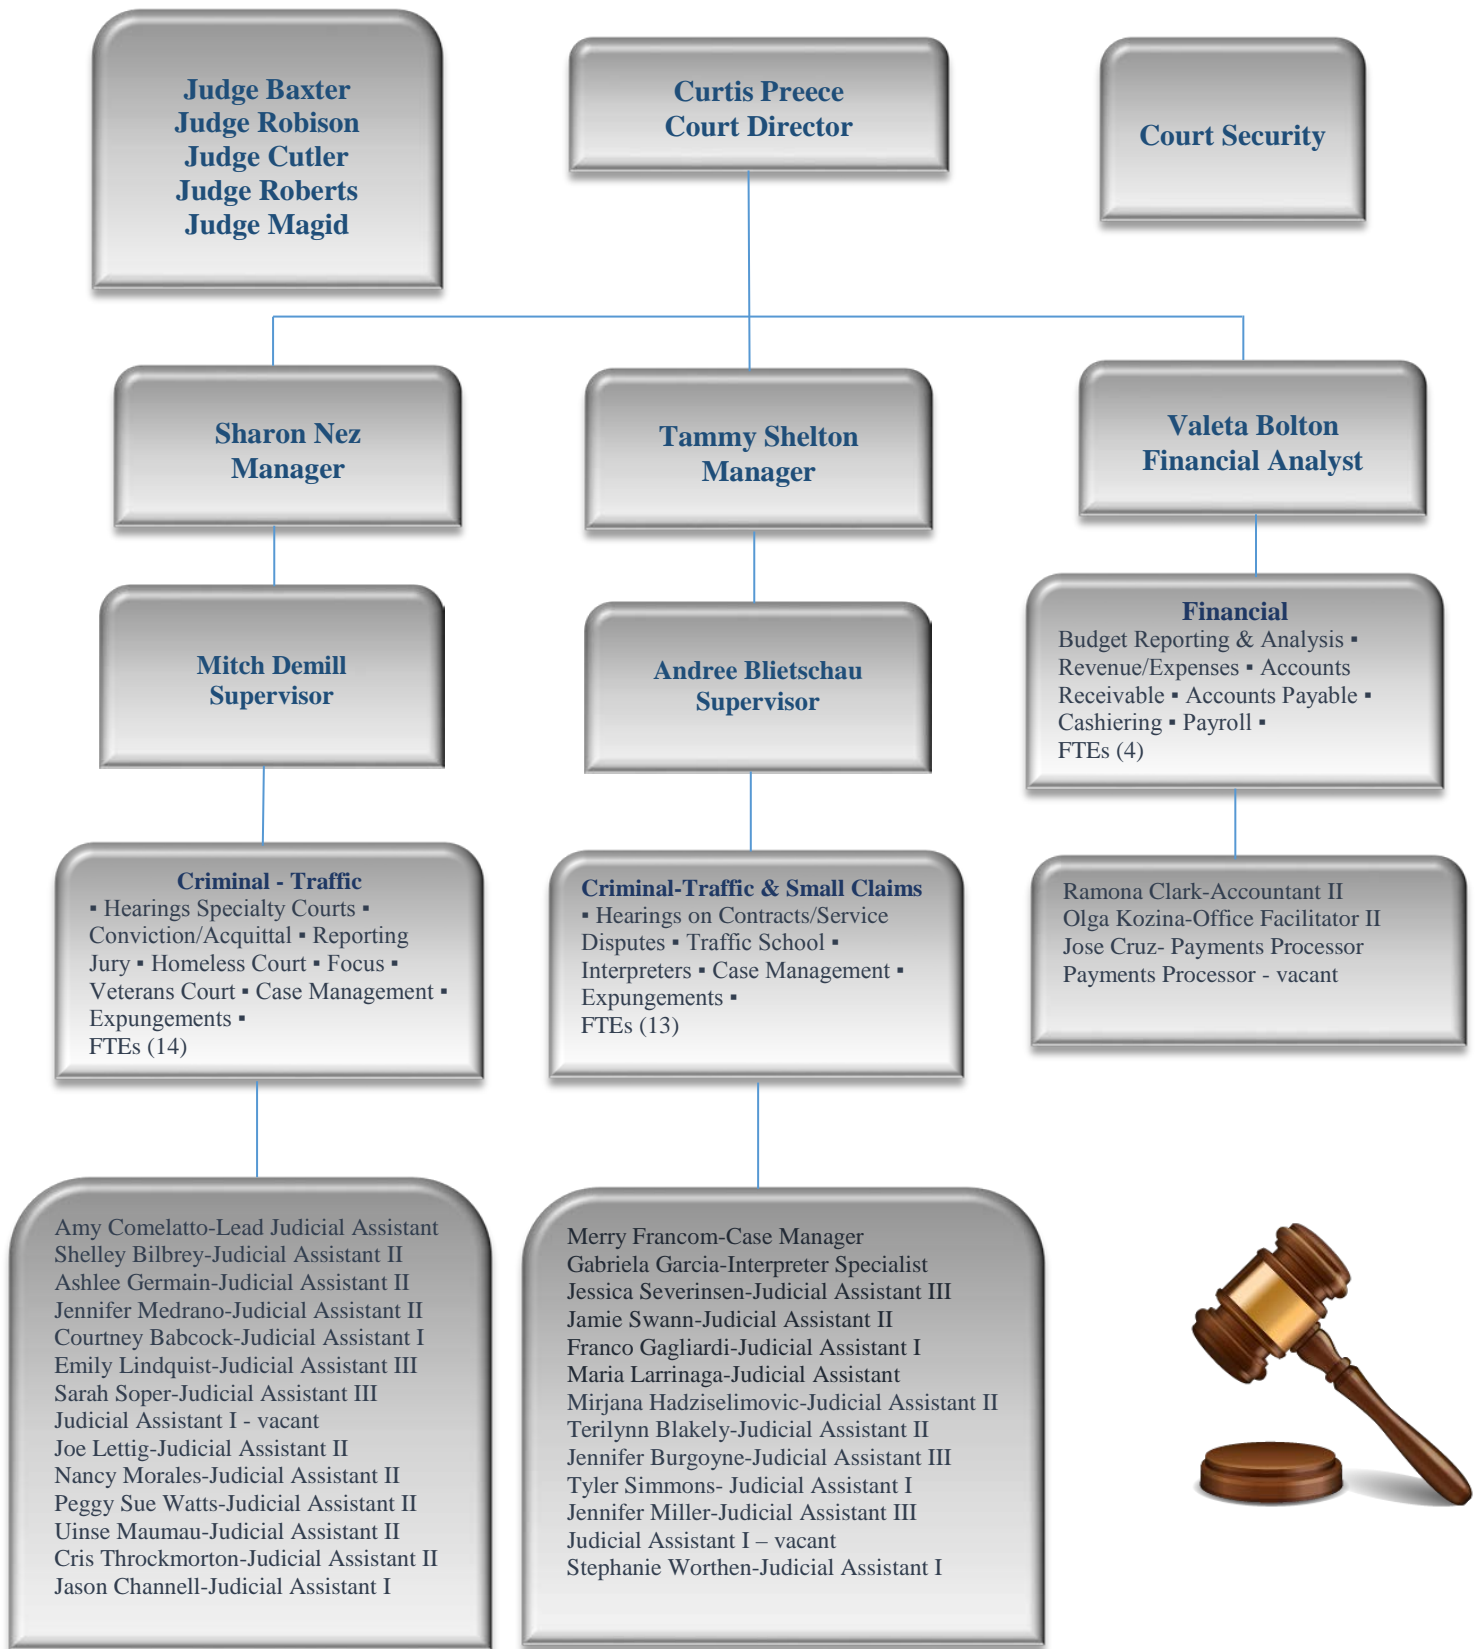 Judge Baxter
Judge Robison
Judge Cutler
Judge Roberts
Judge Magid
Curtis Preece
Court Director
Court Security
Sharon Nez
Manager
Tammy Shelton
Manager
Valeta Bolton
Financial Analyst
Mitch Demill
Supervisor
Andree Blietschau
Supervisor
Financial
Budget Reporting & Analysis ▪
Revenue/Expenses ▪ Accounts
Receivable ▪ Accounts Payable ▪
Cashiering ▪ Payroll ▪
FTEs (4)
Criminal - Traffic
▪ Hearings Specialty Courts ▪
Conviction/Acquittal ▪ Reporting
Jury ▪ Homeless Court ▪ Focus ▪
Veterans Court ▪ Case Management ▪
Expungements ▪
FTEs (14)
Criminal-Traffic & Small Claims
▪ Hearings on Contracts/Service
Disputes ▪ Traffic School ▪
Interpreters ▪ Case Management ▪
Expungements ▪
FTEs (13)
Ramona Clark-Accountant II
Olga Kozina-Office Facilitator II
Jose Cruz- Payments Processor
Payments Processor - vacant
Amy Comelatto-Lead Judicial Assistant
Shelley Bilbrey-Judicial Assistant II
Ashlee Germain-Judicial Assistant II
Jennifer Medrano-Judicial Assistant II
Courtney Babcock-Judicial Assistant I
Emily Lindquist-Judicial Assistant III
Sarah Soper-Judicial Assistant III
Judicial Assistant I - vacant
Joe Lettig-Judicial Assistant II
Nancy Morales-Judicial Assistant II
Peggy Sue Watts-Judicial Assistant II
Uinse Maumau-Judicial Assistant II
Cris Throckmorton-Judicial Assistant II
Jason Channell-Judicial Assistant I
Merry Francom-Case Manager
Gabriela Garcia-Interpreter Specialist
Jessica Severinsen-Judicial Assistant III
Jamie Swann-Judicial Assistant II
Franco Gagliardi-Judicial Assistant I
Maria Larrinaga-Judicial Assistant
Mirjana Hadziselimovic-Judicial Assistant II
Terilynn Blakely-Judicial Assistant II
Jennifer Burgoyne-Judicial Assistant III
Tyler Simmons- Judicial Assistant I
Jennifer Miller-Judicial Assistant III
Judicial Assistant I – vacant
Stephanie Worthen-Judicial Assistant I